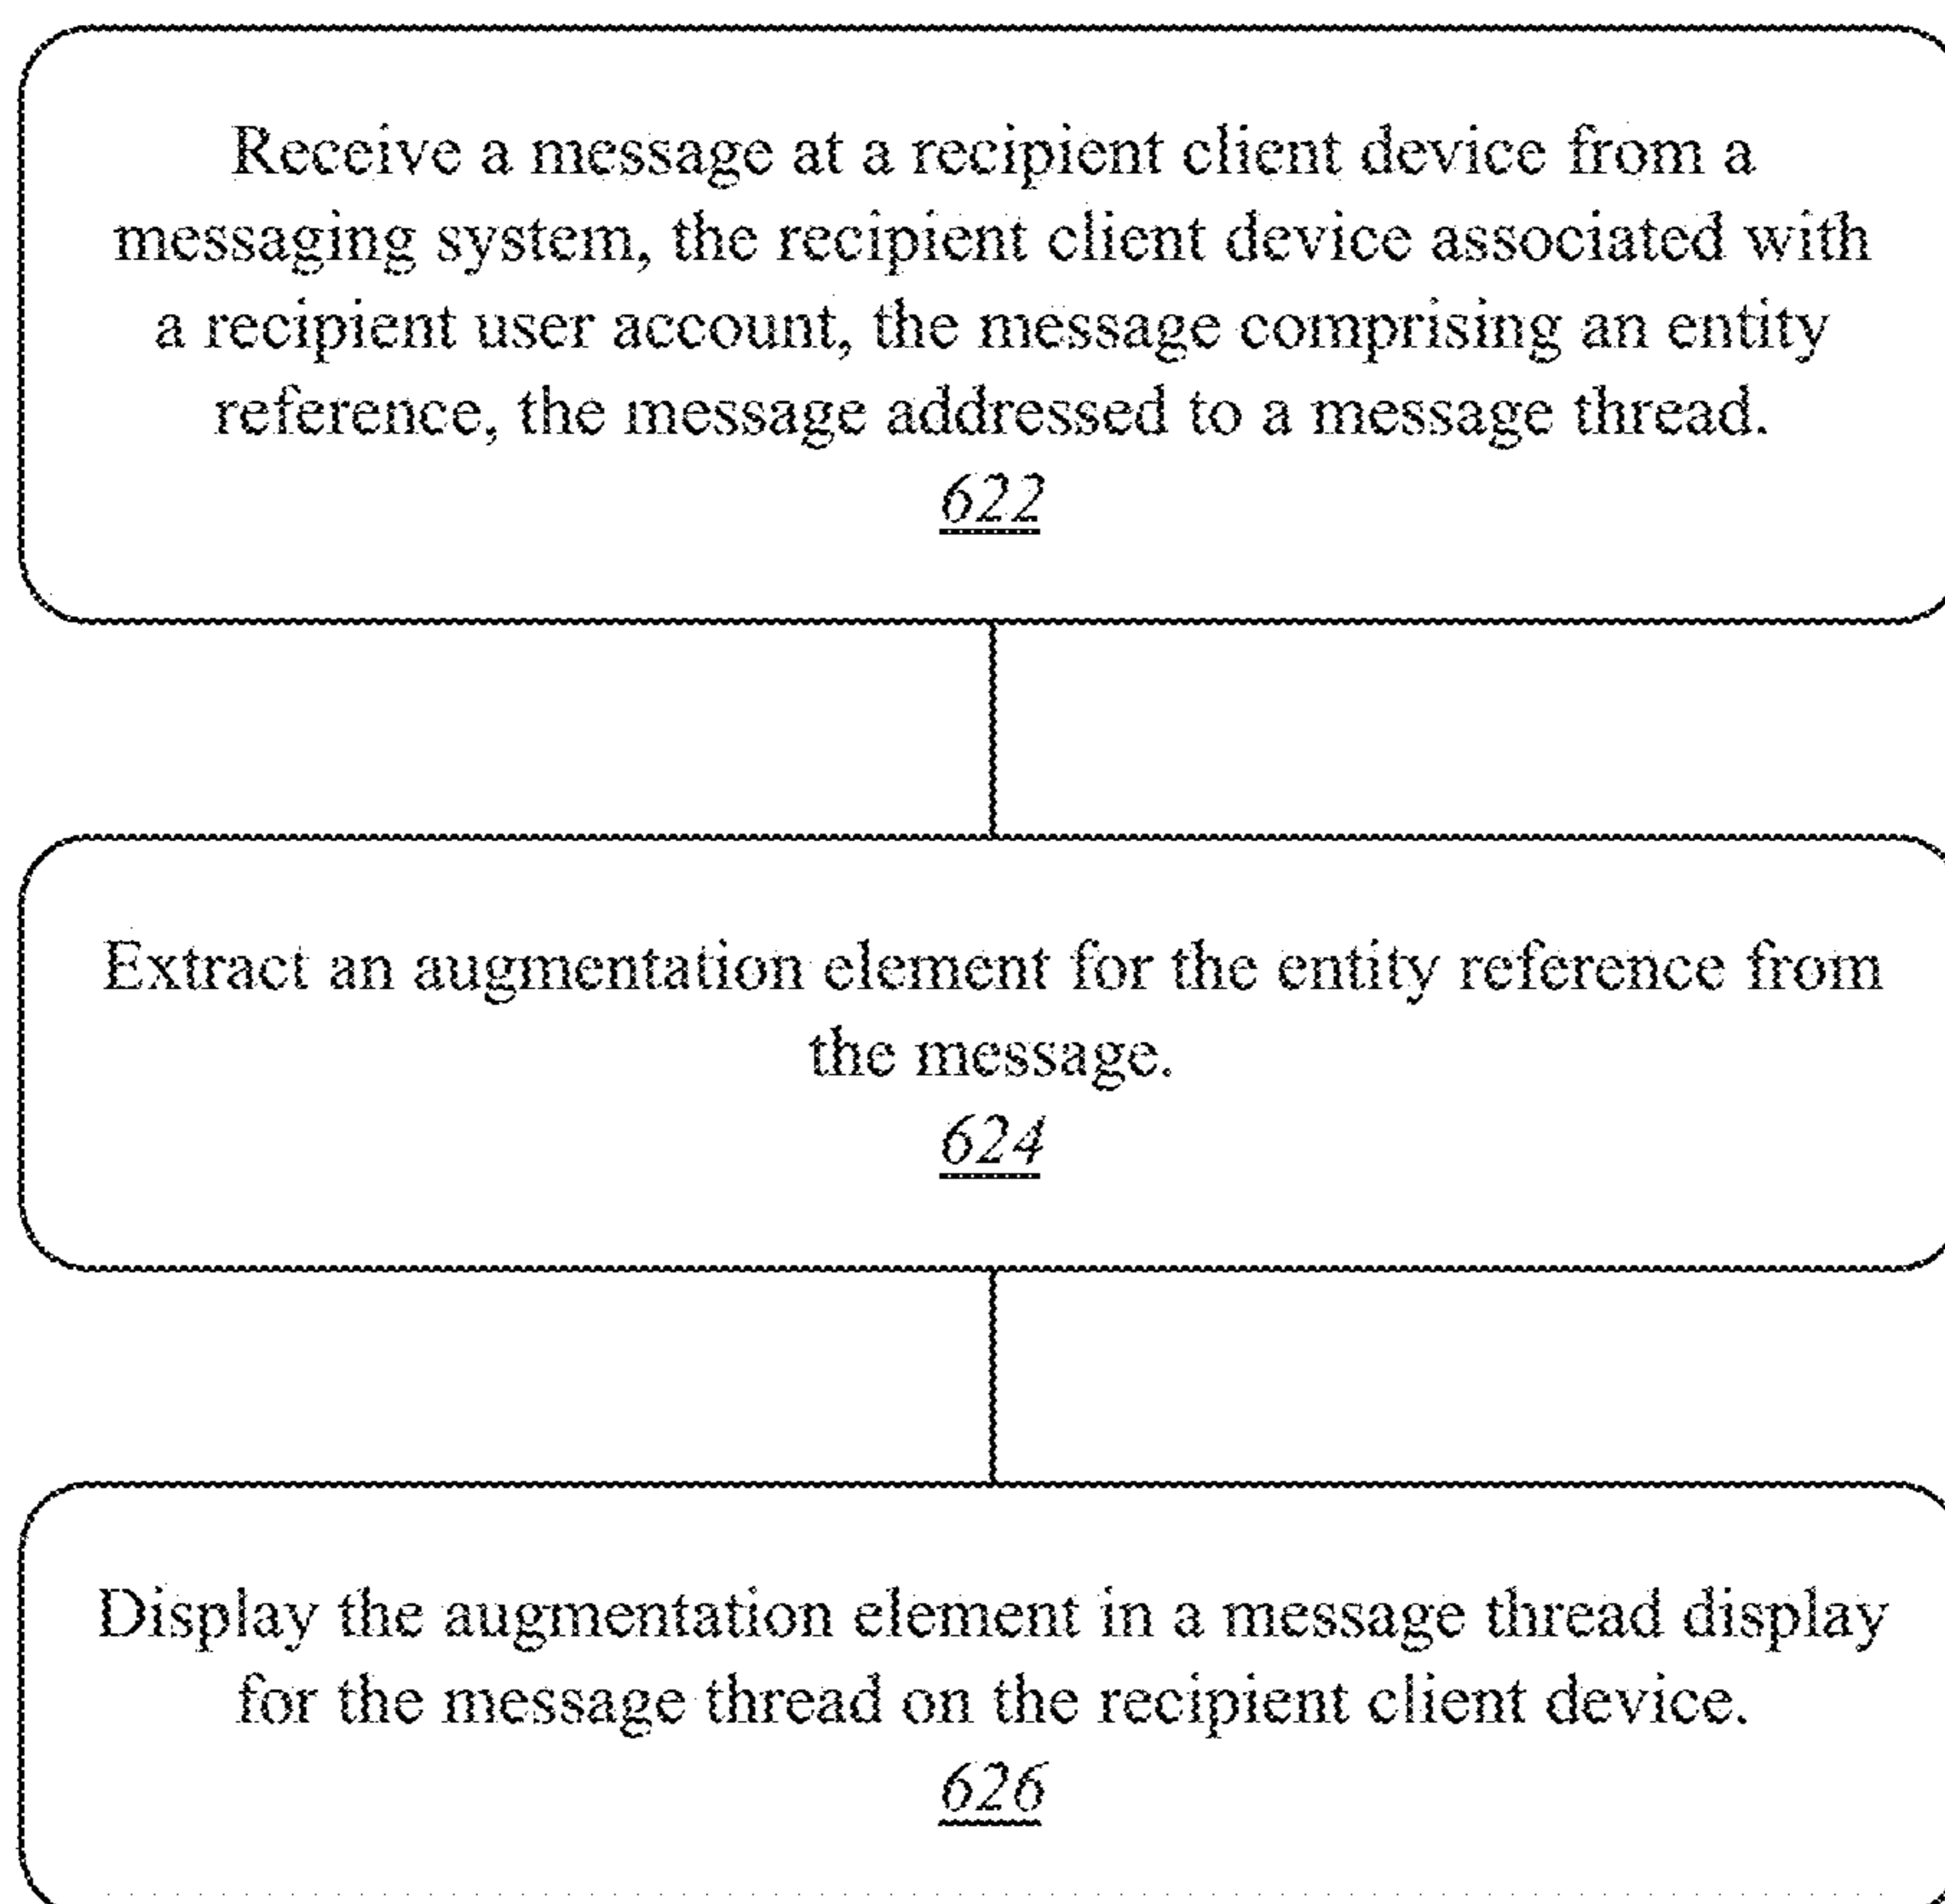 Receive a message at a recipient client device from a
messaging system, the recipient client device associated with
a recipient user account, the message comprising an entity
reference, the message addressed to a message thread.
622
Extract an augmentation element for the entity reference from
the message.
624
Display the augmentation element in a message thread display
for the message thread on the recipient client device.
626